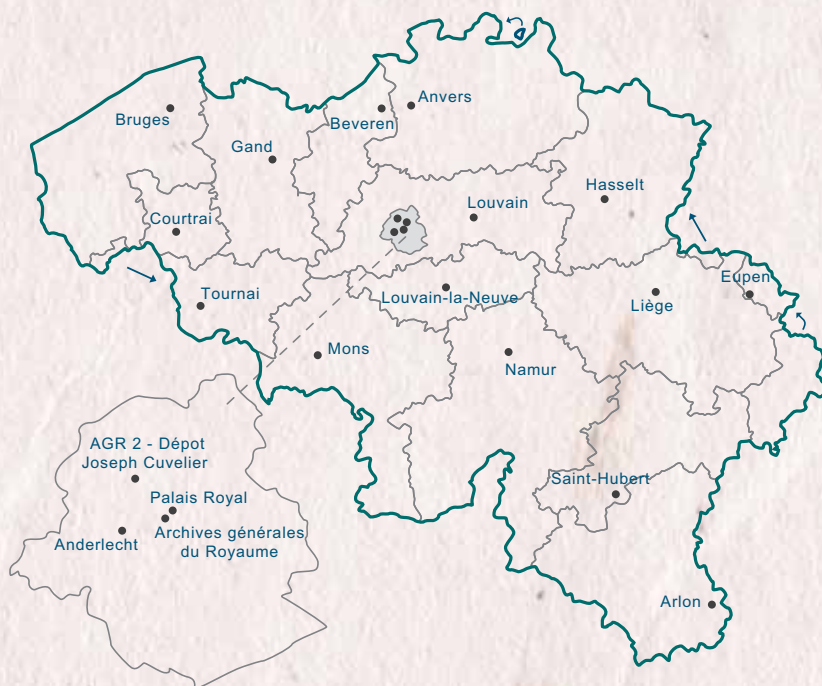 Bruges
Anvers
Beveren
Gand
Hasselt
Louvain
Courtrai
Eupen
Tournai
Louvain-la-Neuve
Liège
Mons
Namur
AGR 2 - Dépot
Joseph Cuvelier
Palais Royal
Saint-Hubert
Anderlecht
Archives générales
du Royaume
Arlon